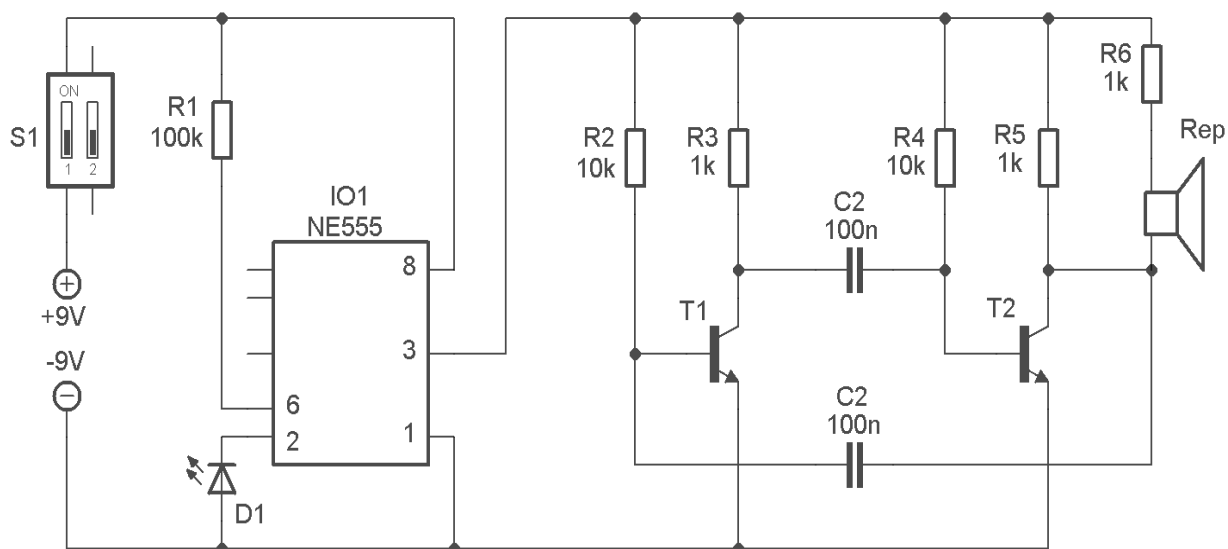 S1
ON
1 2
+9V
-9V
R1
100k
IO1
NE555
8
3
6
2
1
D1
R2
10k
R3
1k
C2
100n
R4
10k
R5
1k
R6
1k
Rep
T1
T2
C2
100n